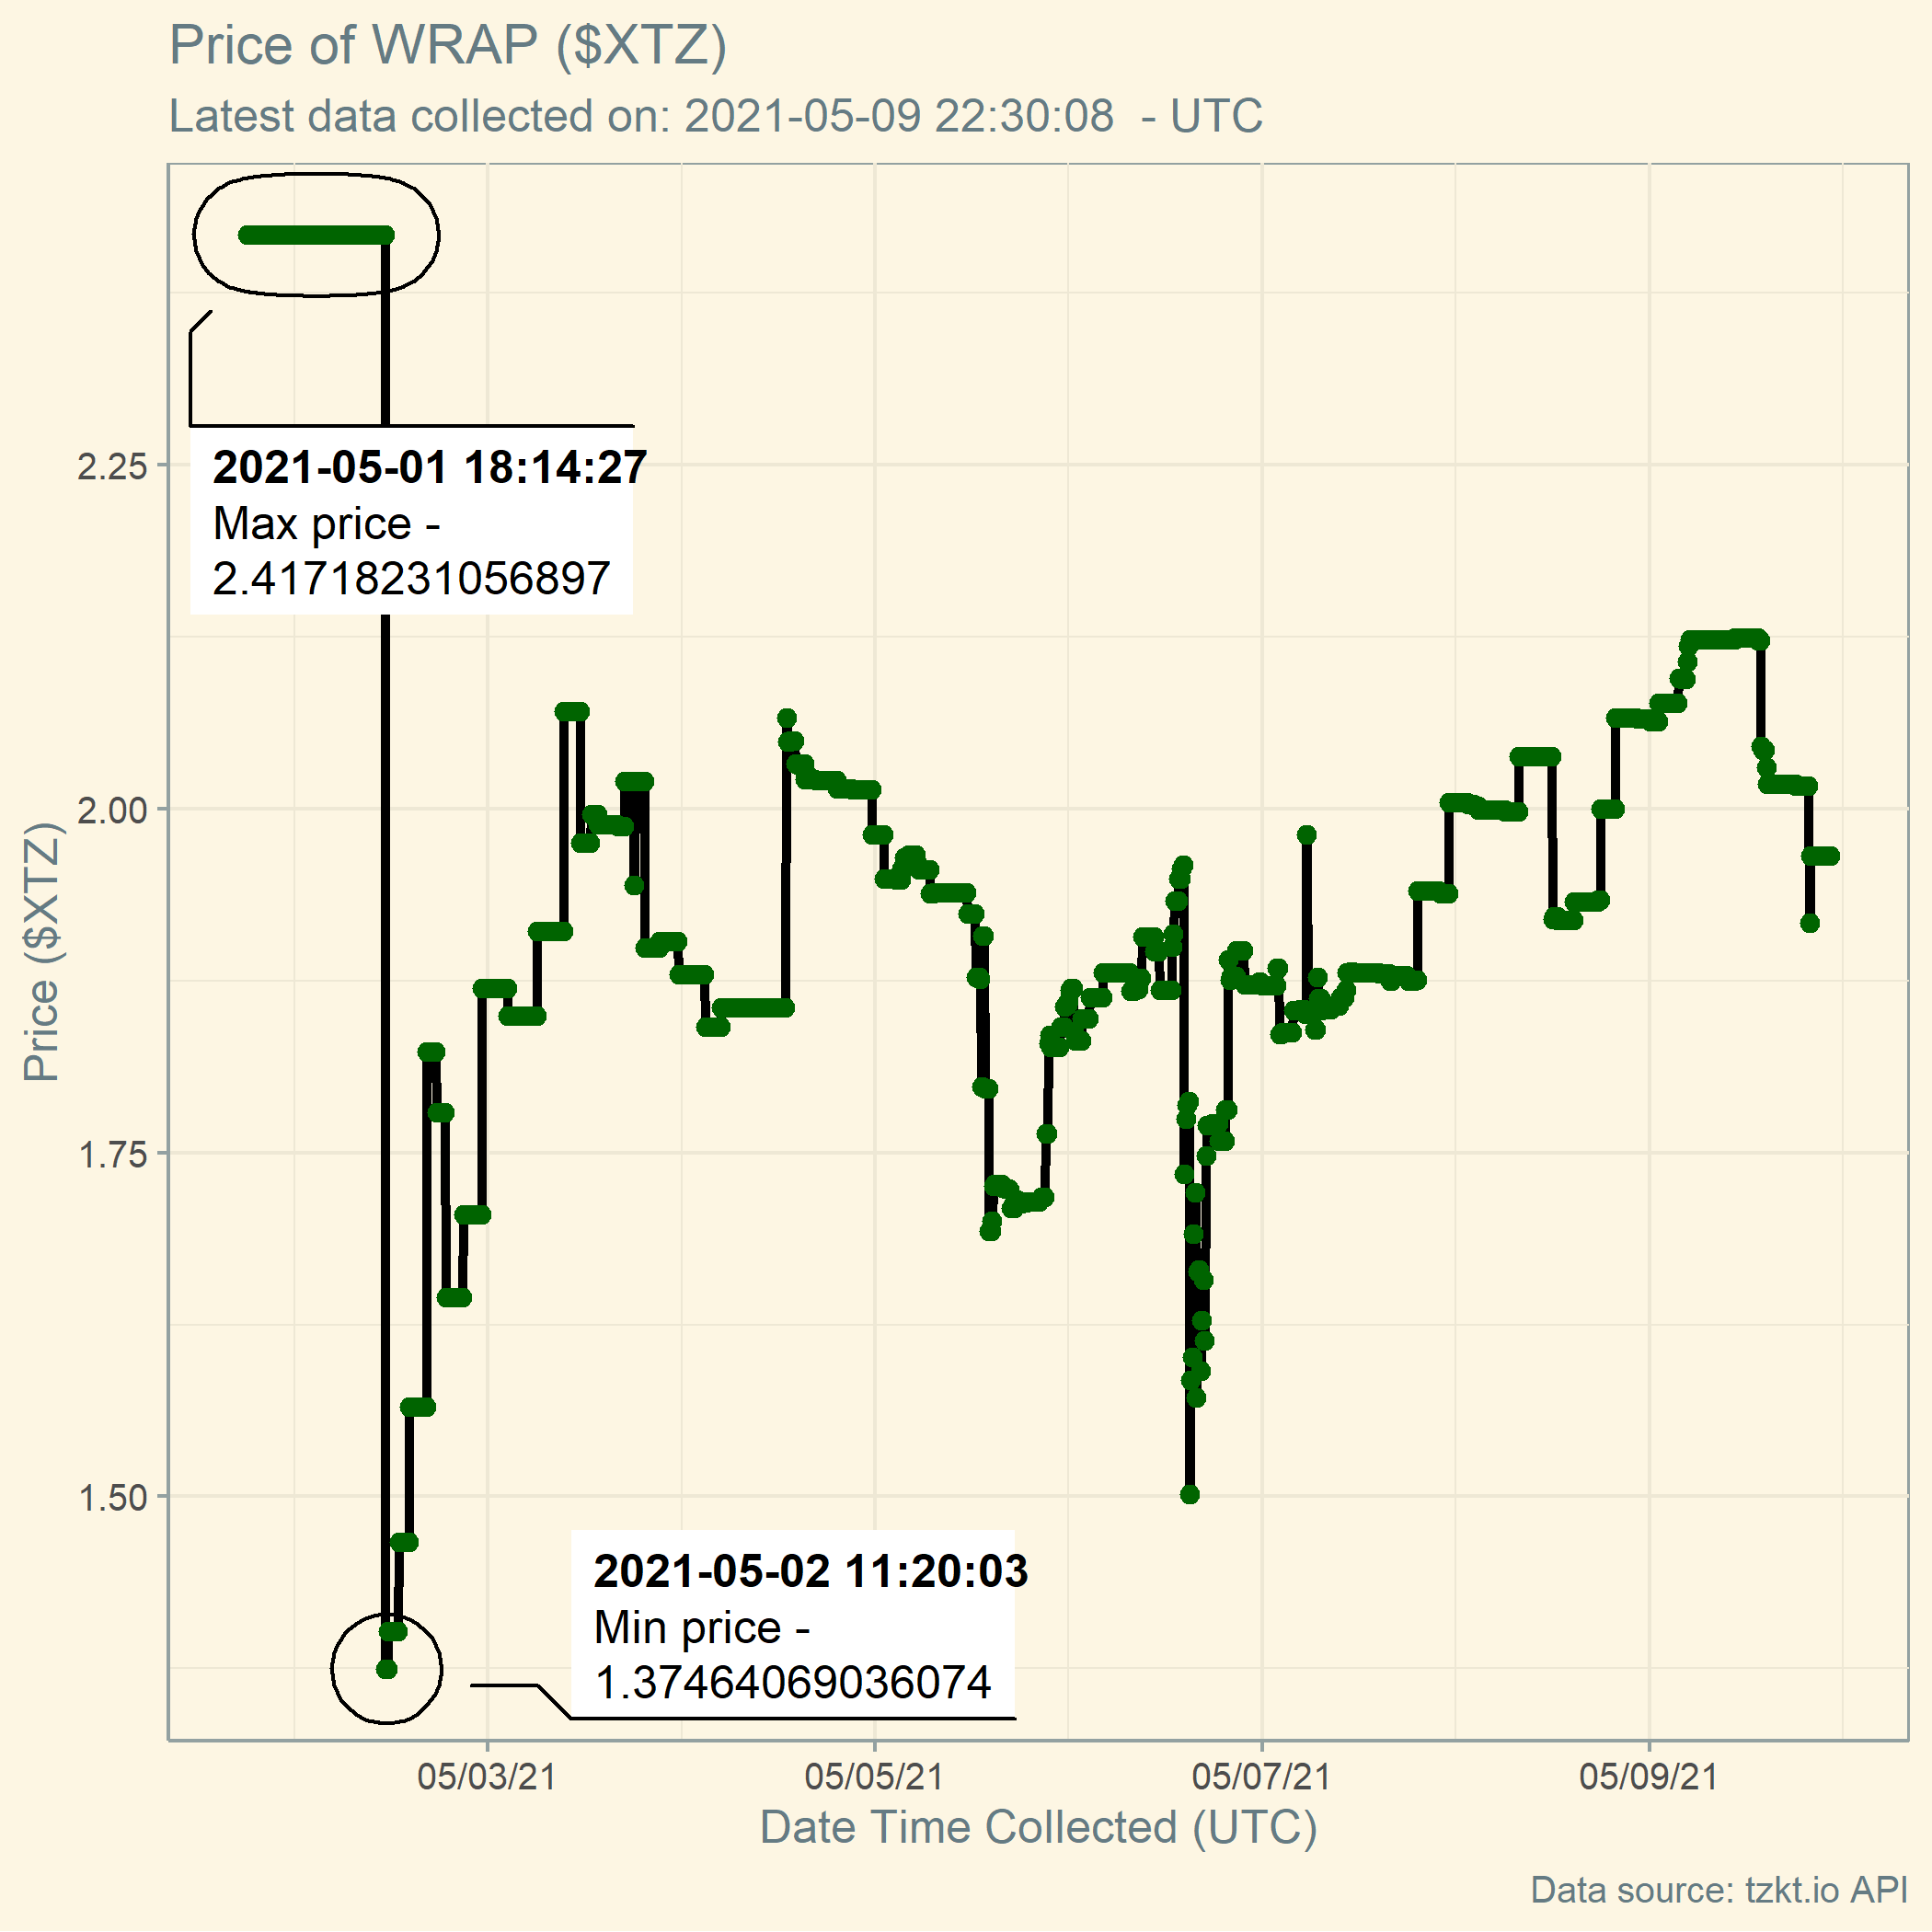 Price of WRAP ($XTZ)
Latest data collected on: 2021-05-09 22:30:08  - UTC
2021-05-01 18:14:27
Max price -
2.41718231056897
2.25
2.00
1.75
1.50
Price ($XTZ)
2021-05-02 11:20:03
Min price -
1.37464069036074
05/03/21
05/05/21
05/07/21
05/09/21
Date Time Collected (UTC)
Data source: tzkt.io API